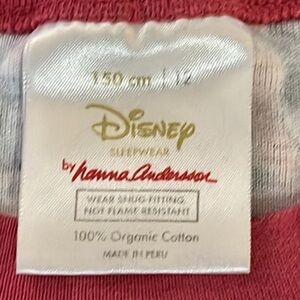 150 cm | 12
Disney
SLEEPWEAR
by hanna Andersson
WEAR SNUG-FITTING
NOT FLAME RESISTANT
100% Organic Cotton
MADE IN PERU